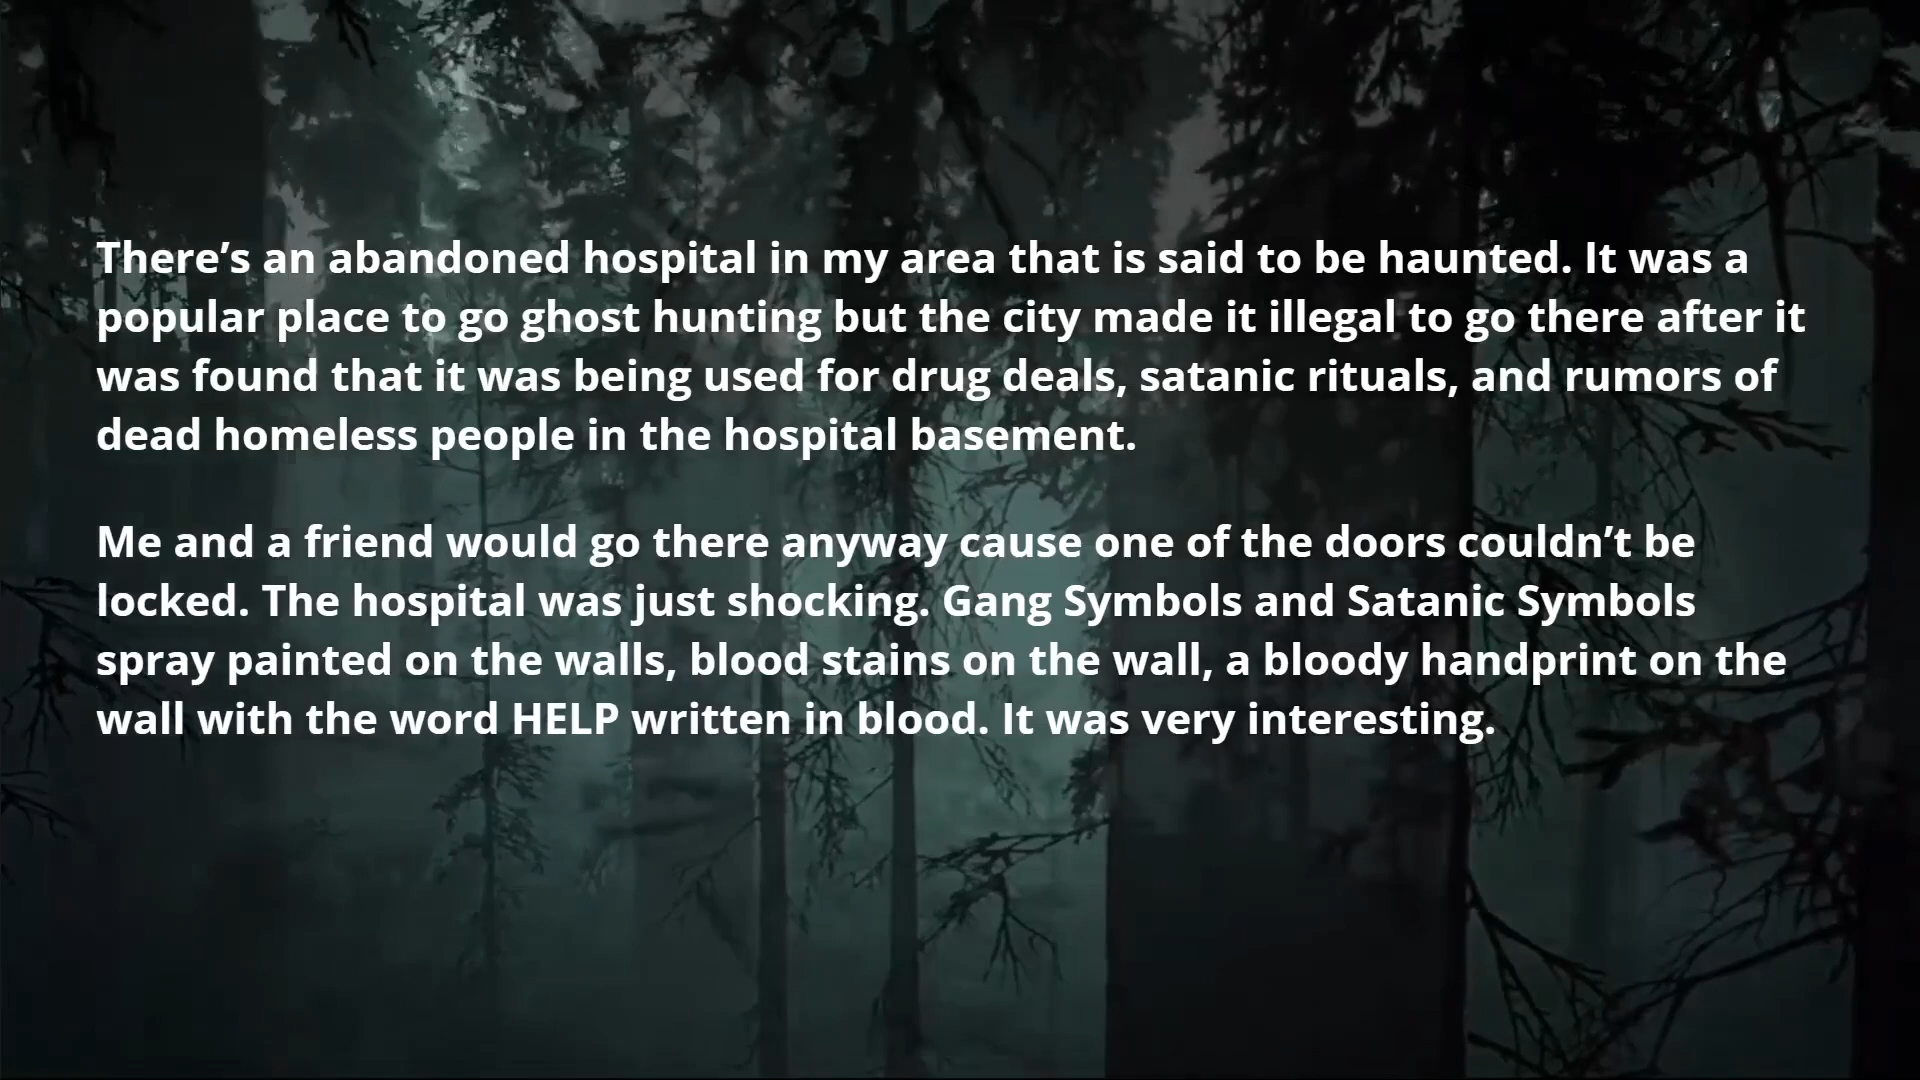 There’s an abandoned hospital in my area that is said to be haunted. It was a
popular place to go ghost hunting but the city made it illegal to go there after it
was found that it was being used for drug deals, satanic rituals, and rumors of
dead homeless people in the hospital basement.
Me and a friend would go there anyway cause one of the doors couldn’t be
locked. The hospital was just shocking. Gang Symbols and Satanic Symbols
spray painted on the walls, blood stains on the wall, a bloody handprint on the
wall with the word HELP written in blood. It was very interesting.